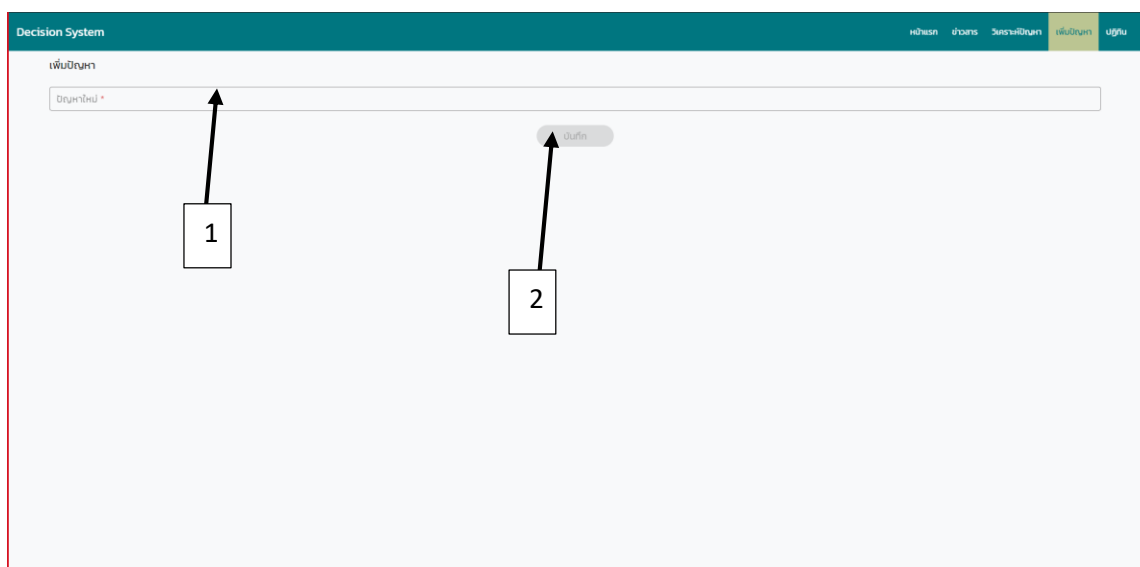 Decision System
หน้าแรก ข่าวสาร วิเคราะห์ปัญหา เพิ่มปัญหา ปฏิทิน
เพิ่มปัญหา
ปัญหาใหม่ *
บันทึก
1
2